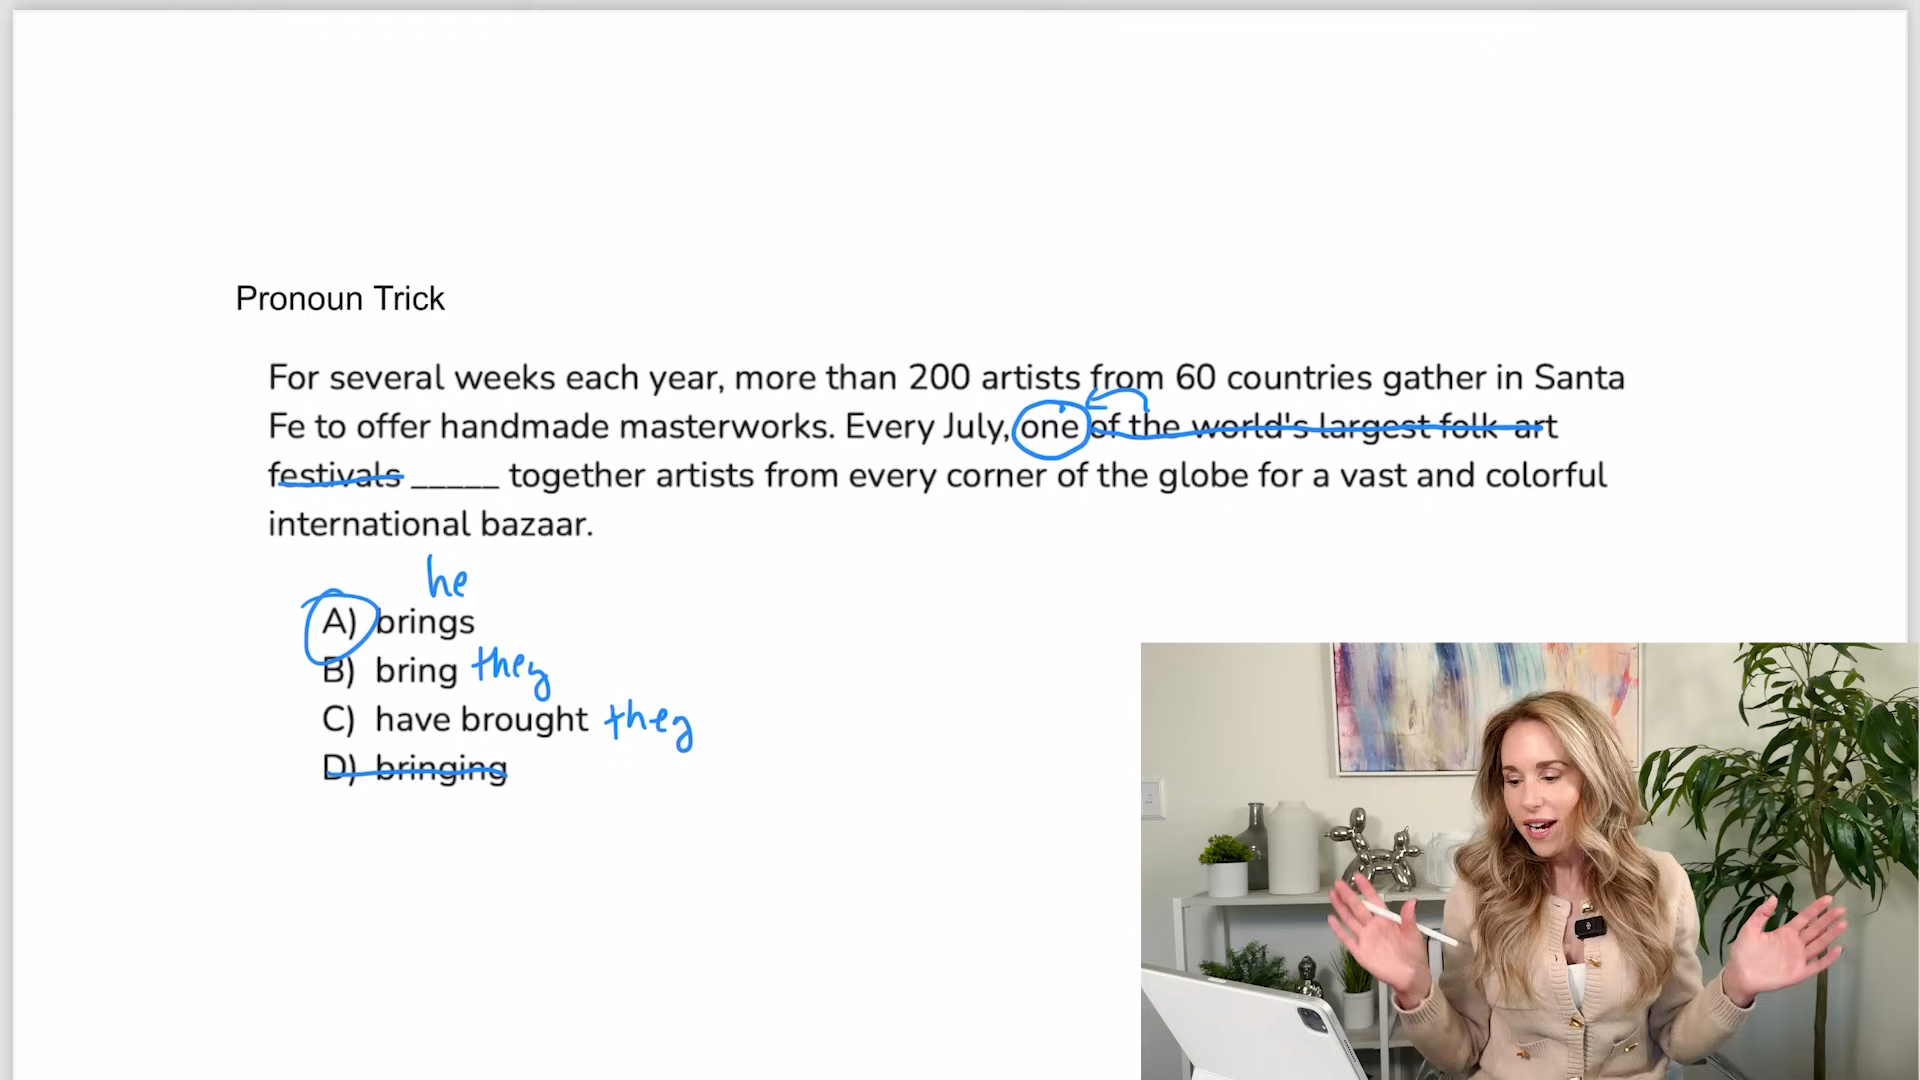 Pronoun Trick
For several weeks each year, more than 200 artists from 60 countries gather in Santa
Fe to offer handmade masterworks. Every July, one of the world's largest folk art
festivals _____ together artists from every corner of the globe for a vast and colorful
international bazaar.
he
A) brings
B) bring they
C) have brought they
D) bringing